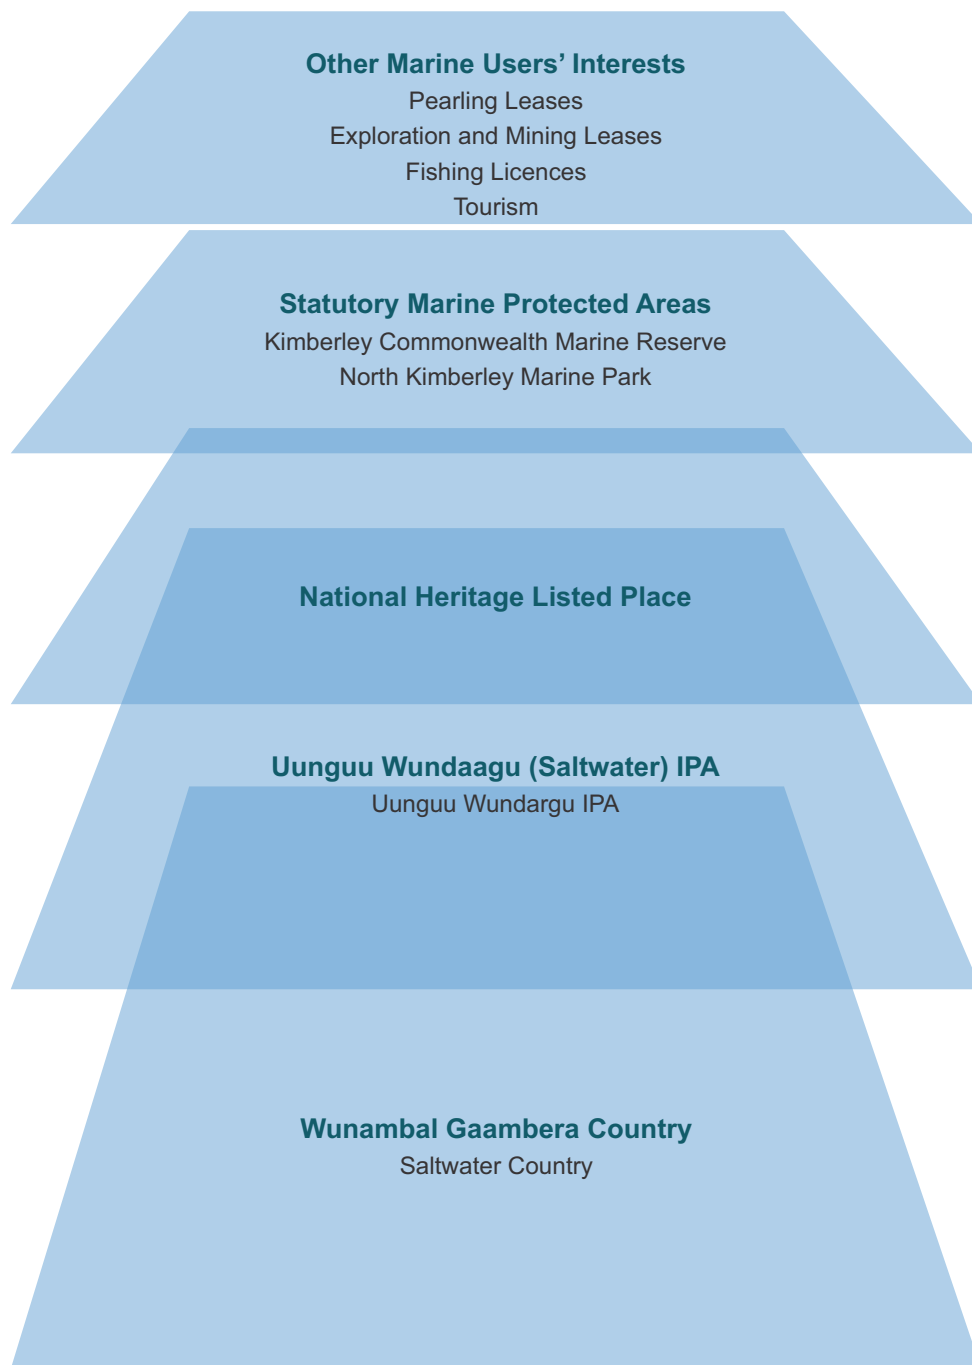 Other Marine Users’ Interests
Pearling Leases
Exploration and Mining Leases
Fishing Licences
Tourism
Statutory Marine Protected Areas
Kimberley Commonwealth Marine Reserve
North Kimberley Marine Park
National Heritage Listed Place
Uunguu Wundaagu (Saltwater) IPA
Uunguu Wundargu IPA
Wunambal Gaambera Country
Saltwater Country